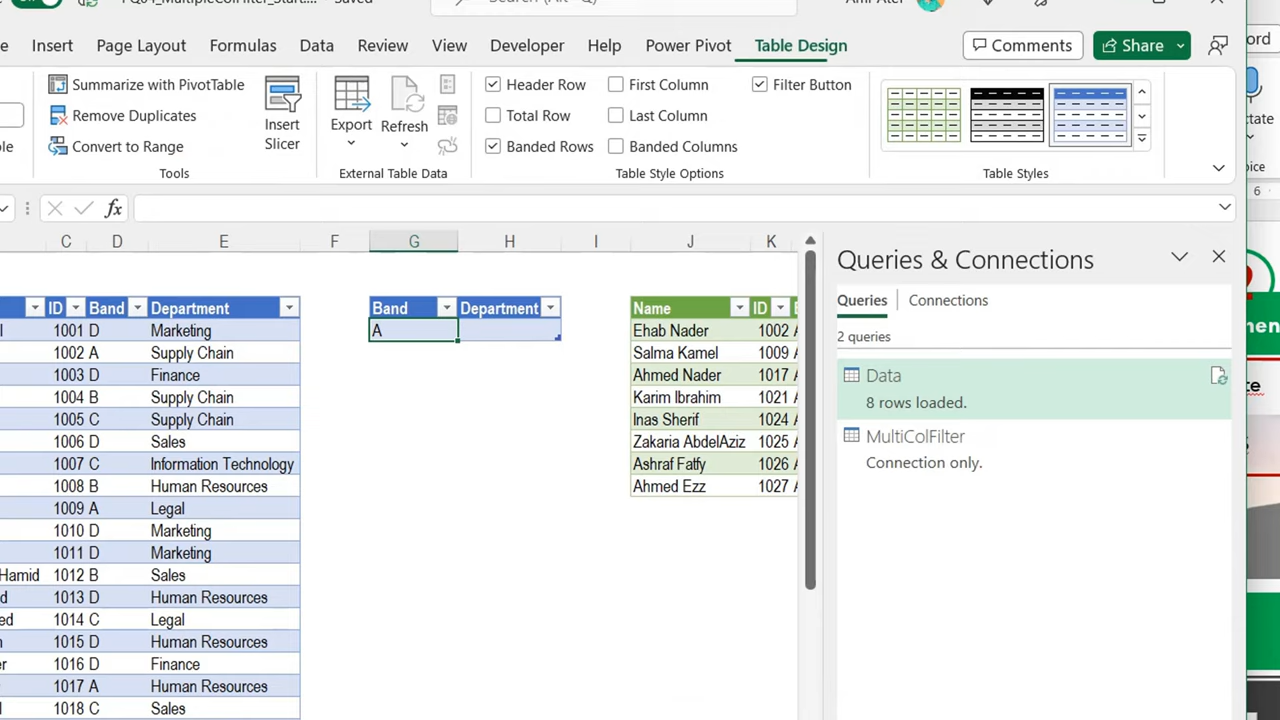 Search (Alt + Q)
Insert Page Layout Formulas Data Review View Developer Help Power Pivot Table Design Comments Share
Summarize with PivotTable
Remove Duplicates
Convert to Range
Tools
Insert
Slicer
Export
Refresh
External Table Data
Header Row
First Column
Filter Button
Total Row
Last Column
Banded Rows
Banded Columns
Table Style Options
Table Styles
fx
C D E F G H I J K
ID Band Department
1001 D Marketing
1002 A Supply Chain
1003 D Finance
1004 B Supply Chain
1005 C Supply Chain
1006 D Sales
1007 C Information Technology
1008 B Human Resources
1009 A Legal
1010 D Marketing
1011 D Marketing
Hamid 1012 B Sales
1013 D Human Resources
1014 C Legal
1015 D Human Resources
1016 D Finance
1017 A Human Resources
1018 C Sales
Band Department
A
Name ID
Ehab Nader 1002
Salma Kamel 1009
Ahmed Nader 1017
Karim Ibrahim 1021
Inas Sherif 1024
Zakaria AbdelAziz 1025
Ashraf Fatfy 1026
Ahmed Ezz 1027
Queries & Connections
Queries Connections
2 queries
Data
8 rows loaded.
MultiColFilter
Connection only.
6